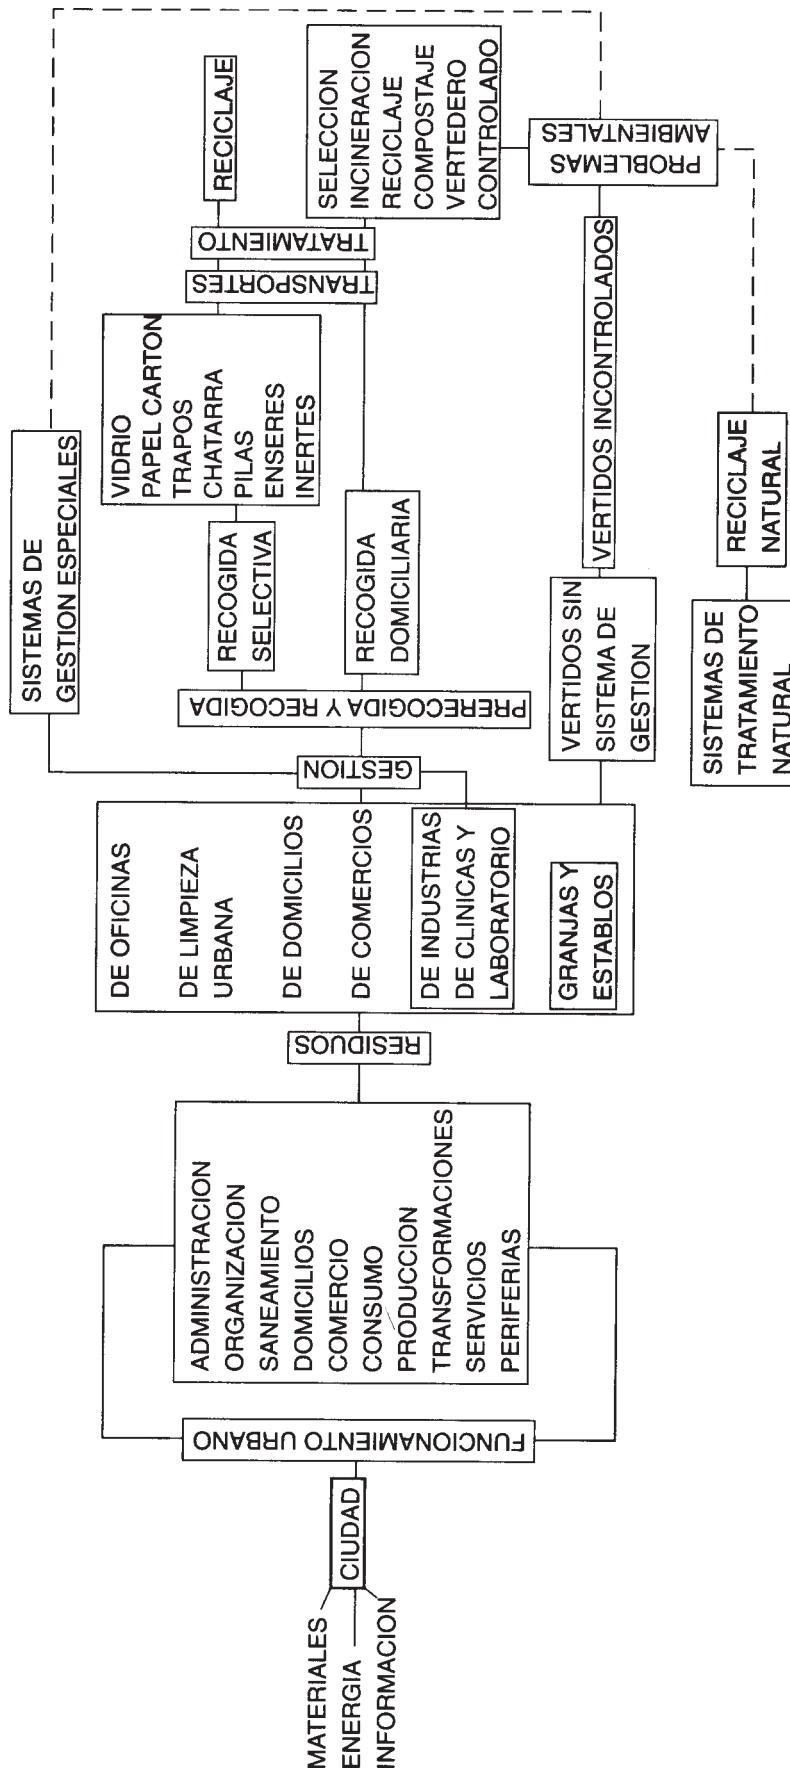 MATERIALES
ENERGIA
INFORMACION
CIUDAD
FUNCIONAMIENTO URBANO
ADMINISTRACION
ORGANIZACION
SANEAMIENTO
DOMICILIOS
COMERCIO
CONSUMO
PRODUCCION
TRANSFORMACIONES
SERVICIOS
PERIFERIAS
RESIDUOS
DE OFICINAS
DE LIMPIEZA
URBANA
DE DOMICILIOS
DE COMERCIOS
DE INDUSTRIAS
DE CLINICAS Y
LABORATORIO
GRANJAS Y
ESTABLOS
GESTION
SISTEMAS DE
GESTION ESPECIALES
PRERECOGIDA Y RECOGIDA
RECOGIDA
SELECTIVA
RECOGIDA
DOMICILIARIA
VIDRIO
PAPEL CARTON
TRAPOS
CHATARRA
PILAS
ENSERES
INERTES
TRANSPORTES
TRATAMIENTO
RECICLAJE
SELECCION
INCINERACION
RECICLAJE
COMPOSTAJE
VERTEDERO
CONTROLADO
VERTIDOS SIN
SISTEMA DE
GESTION
VERTIDOS INCONTROLADOS
PROBLEMAS
AMBIENTALES
SISTEMAS DE
TRATAMIENTO
NATURAL
RECICLAJE
NATURAL